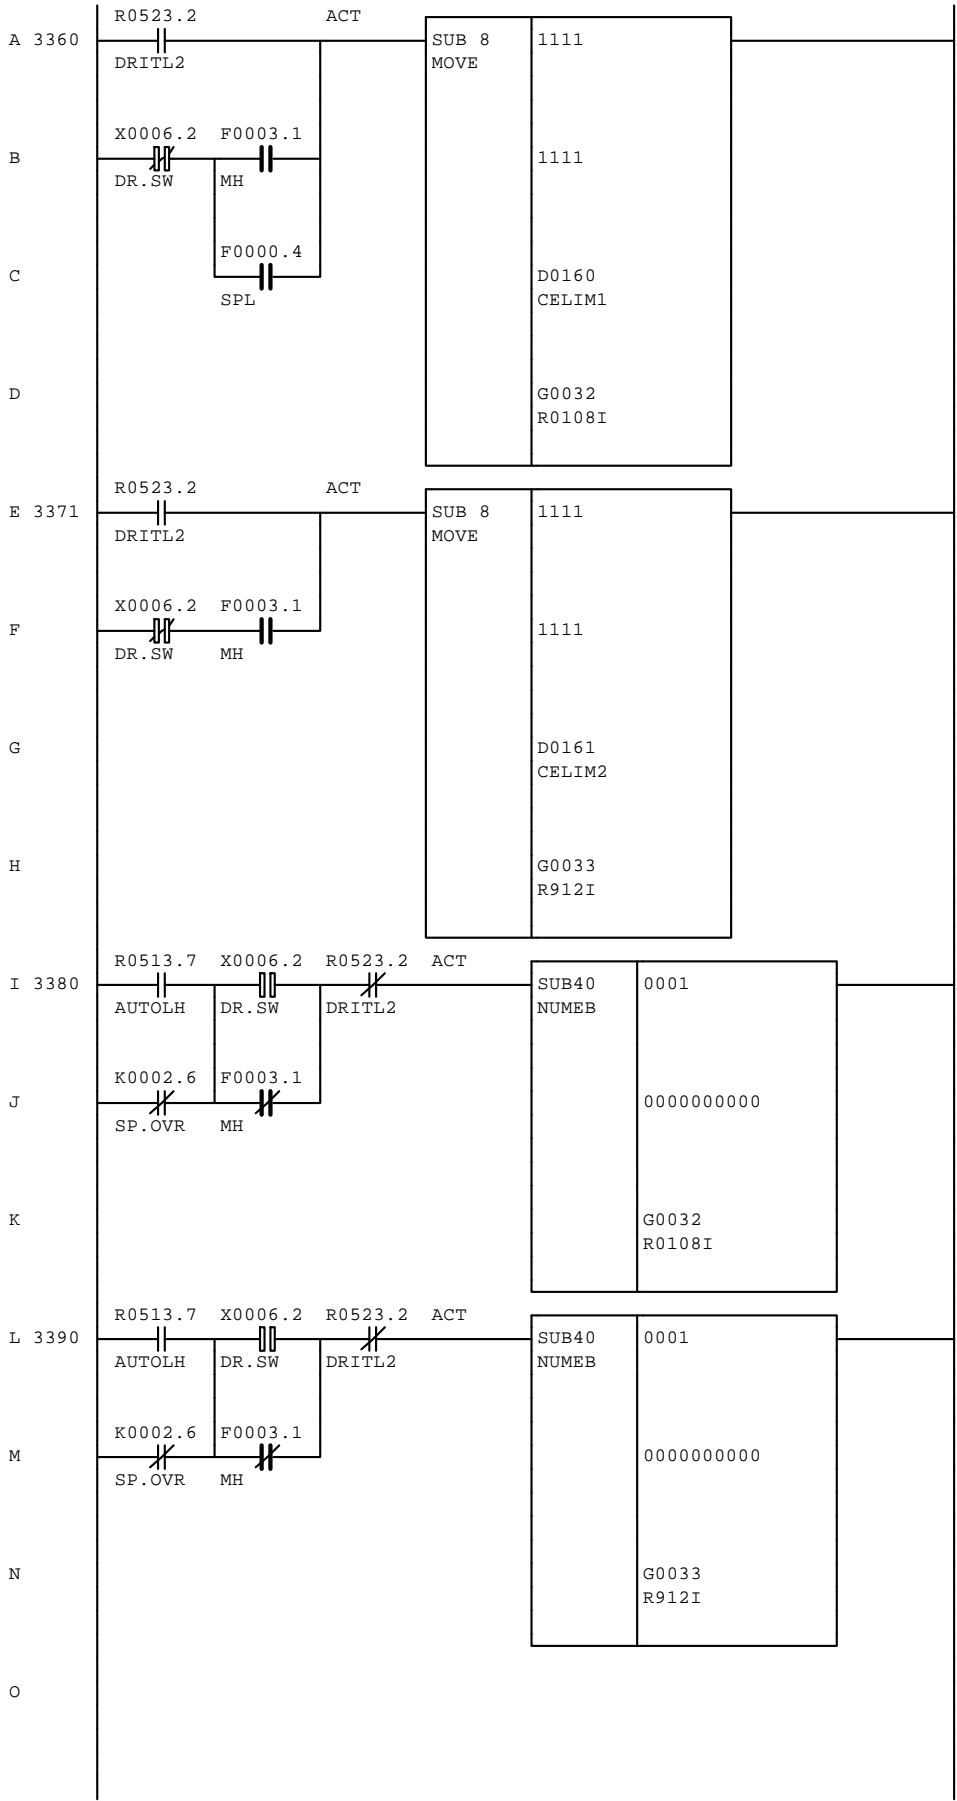 R0523.2 ACT
A 3360 SUB 8 1111
DRITL2 MOVE
X0006.2 F0003.1
B 1111
DR.SW MH
F0000.4
C D0160
SPL CELIM1
D G0032
R0108I
R0523.2 ACT
E 3371 SUB 8 1111
DRITL2 MOVE
X0006.2 F0003.1
F 1111
DR.SW MH
G D0161
CELIM2
H G0033
R912I
R0513.7 X0006.2 R0523.2 ACT
I 3380 SUB40 0001
AUTOLH DR.SW DRITL2 NUMEB
K0002.6 F0003.1
J 0000000000
SP.OVR MH
K G0032
R0108I
R0513.7 X0006.2 R0523.2 ACT
L 3390 SUB40 0001
AUTOLH DR.SW DRITL2 NUMEB
K0002.6 F0003.1
M 0000000000
SP.OVR MH
N G0033
R912I
O